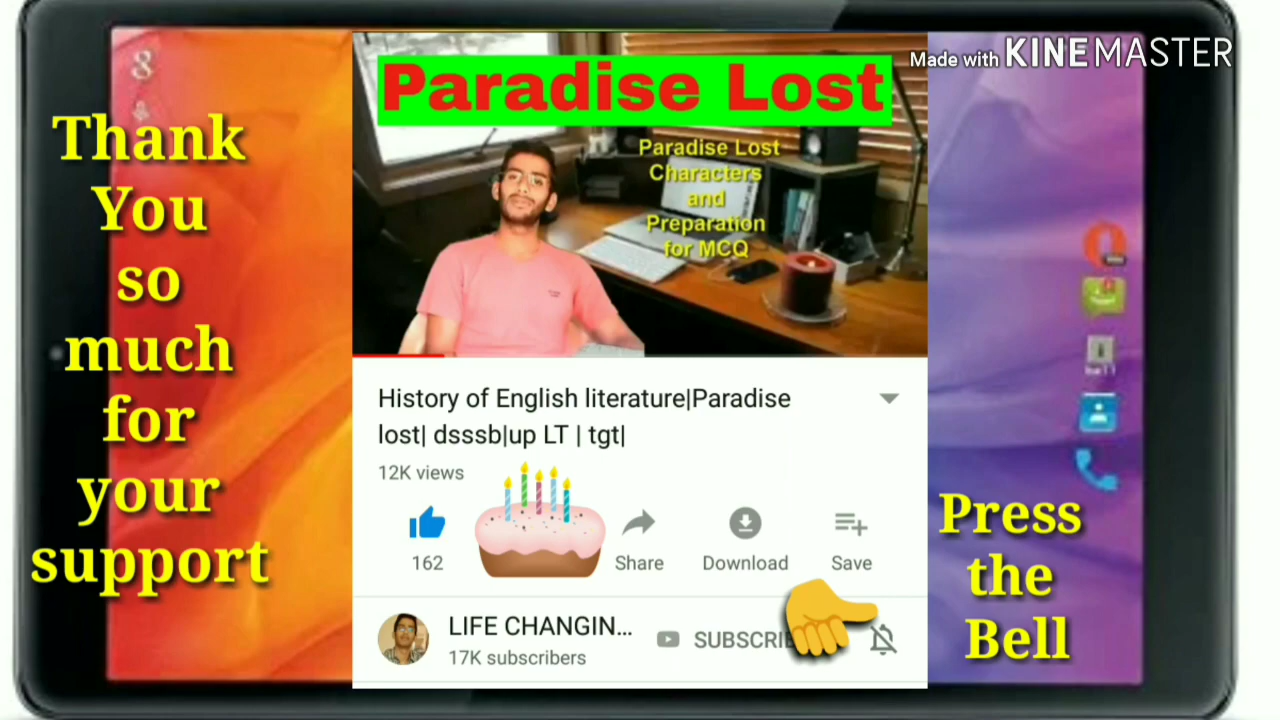 Made with KINEMASTER
Thank
You
so
much
for
your
support
Paradise Lost
Paradise Lost
Characters
and
Preparation
for MCQ
History of English literature|Paradise
lost| dsssb|up LT | tgt|
12K views
162
Share
Download
Save
LIFE CHANGIN...
17K subscribers
SUBSCRIBE
Press
the
Bell